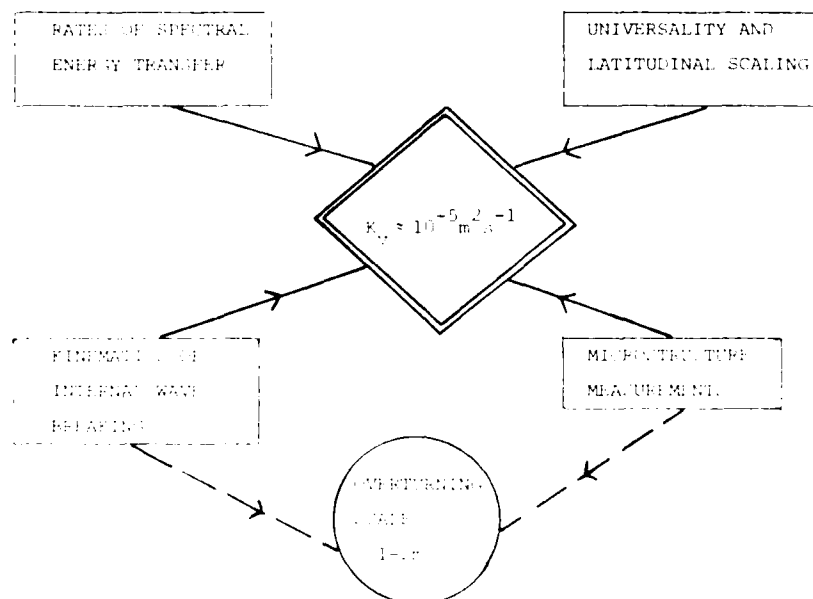 RATES OF SPECTRAL
ENERGY TRANSFER
UNIVERSALITY AND
LATITUDINAL SCALING
K_v ≈ 10^-5 m^2 s^-1
KINEMATICS OF
INTERNAL WAVE
BREAKING
MICROSTRUCTURE
MEASUREMENT
OVERTURNING
SCALE